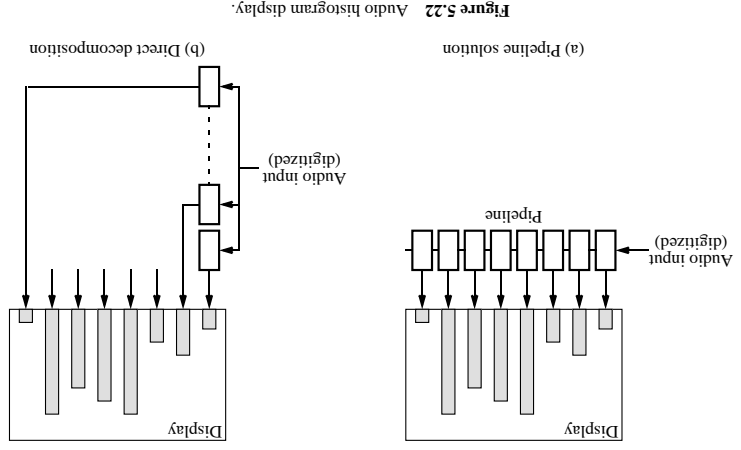 Display
Audio input
(digitized)
Pipeline
(a) Pipeline solution
Display
Audio input
(digitized)
(b) Direct decomposition
Figure 5.22 Audio histogram display.